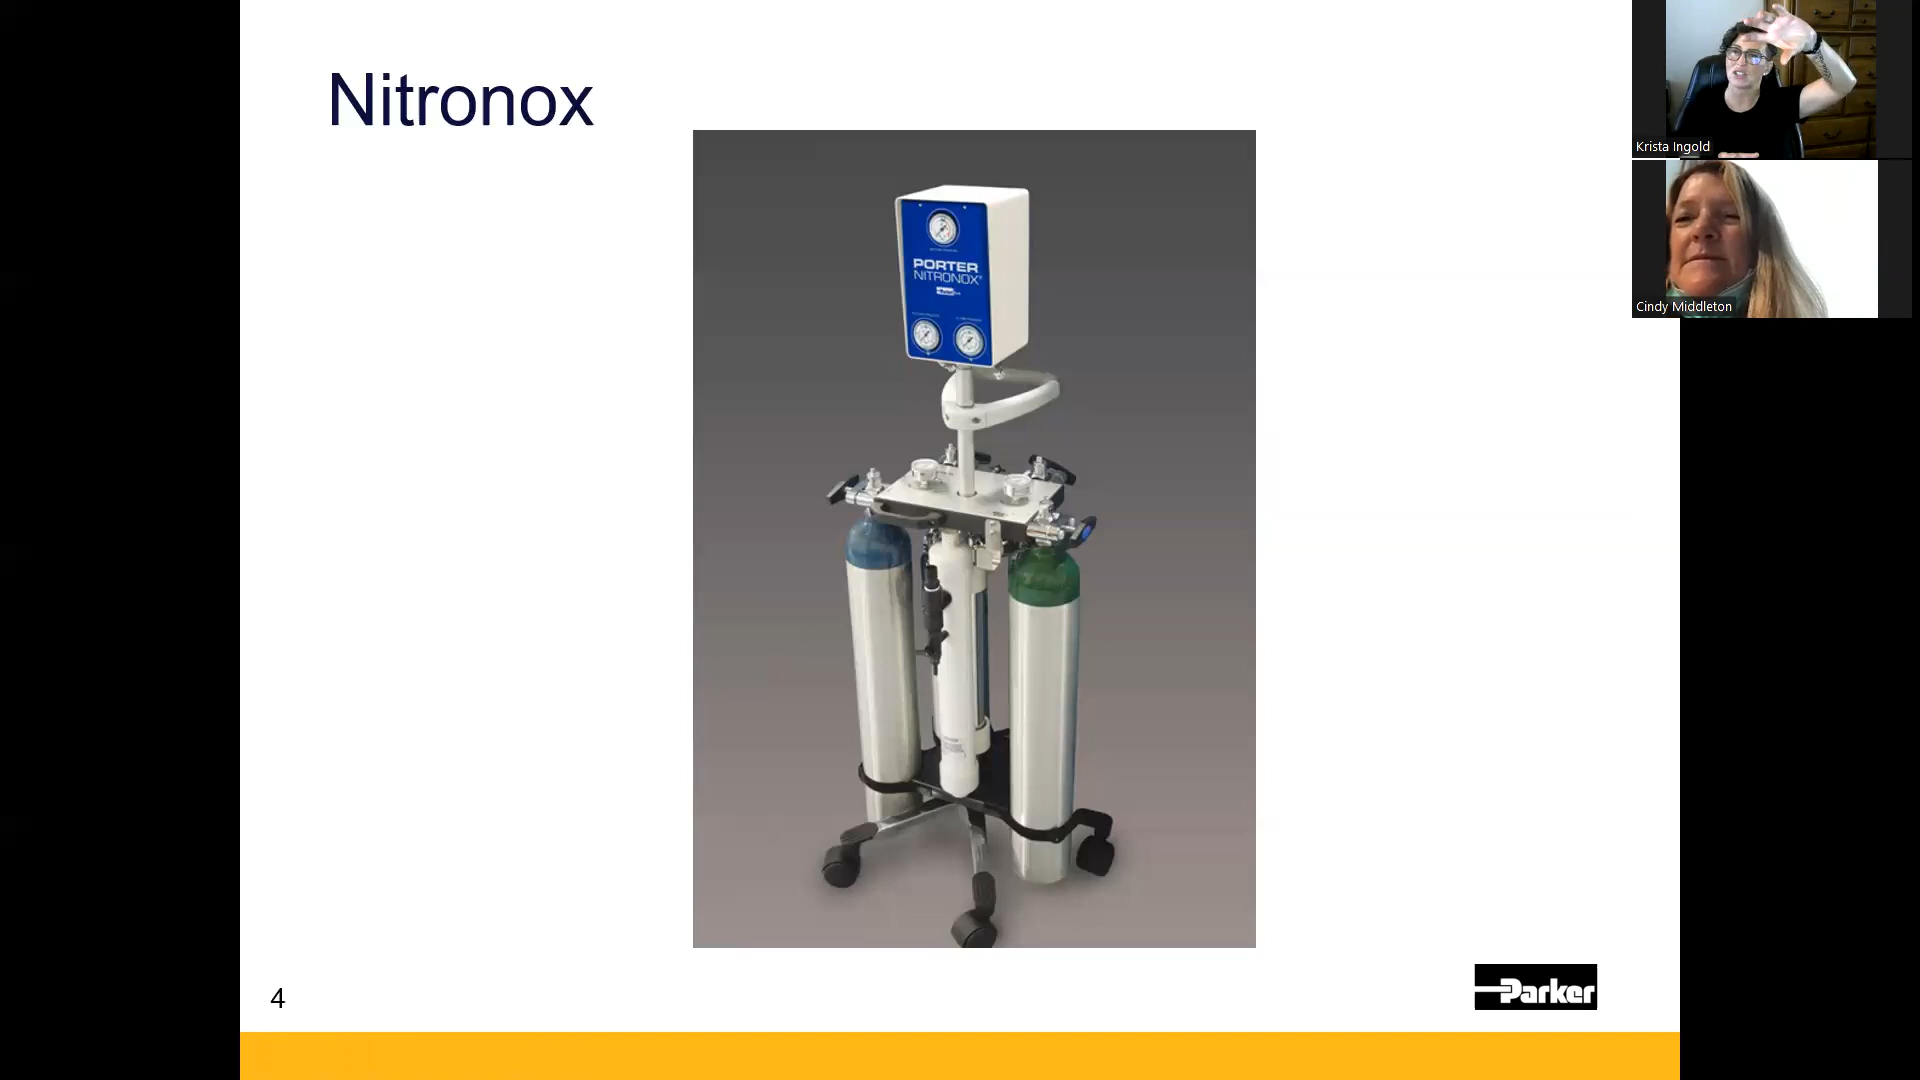 Nitronox
PORTER
NITRONOX®
4
Parker
Krista Ingold
Cindy Middleton